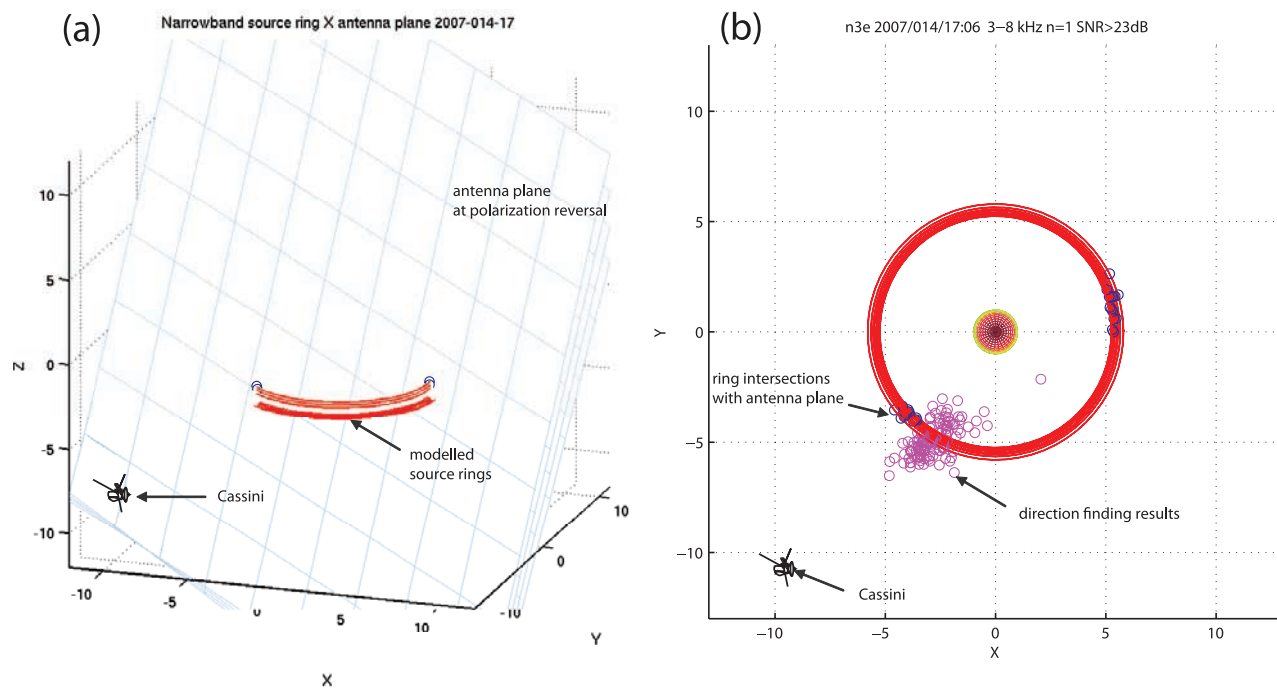 (a)
Narrowband source ring X antenna plane 2007-014-17
antenna plane
at polarization reversal
10
5
0
-5
-10
Z
modelled
source rings
Cassini
-10
-5
0
5
10
X
-10
0
10
Y
(b)
n3e 2007/014/17:06 3−8 kHz n=1 SNR>23dB
10
5
0
−5
−10
Y
ring intersections
with antenna plane
direction finding results
Cassini
−10
−5
0
5
10
X